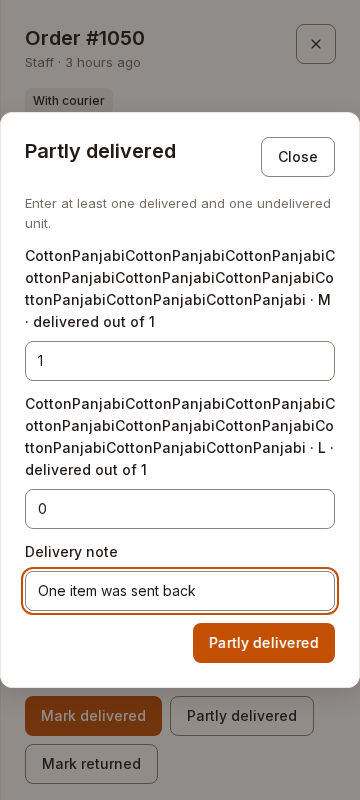 Order #1050
Staff · 3 hours ago
With courier
Partly delivered
Close
Enter at least one delivered and one undelivered
unit.
CottonPanjabiCottonPanjabiCottonPanjabiC
ottonPanjabiCottonPanjabiCottonPanjabiCo
ttonPanjabiCottonPanjabiCottonPanjabi · M
· delivered out of 1
1
CottonPanjabiCottonPanjabiCottonPanjabiC
ottonPanjabiCottonPanjabiCottonPanjabiCo
ttonPanjabiCottonPanjabiCottonPanjabi · L ·
delivered out of 1
0
Delivery note
One item was sent back
Partly delivered
Mark delivered
Partly delivered
Mark returned